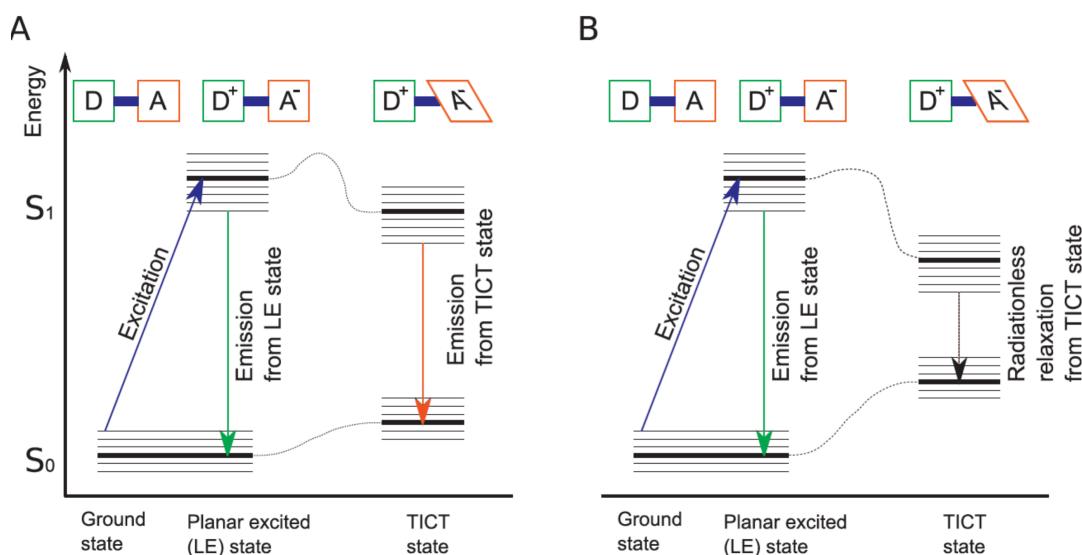 A
Energy
D
A
D+
A-
D+
A-
S1
Excitation
Emission
from LE state
Emission
from TICT state
S0
Ground
state
Planar excited
(LE) state
TICT
state
B
D
A
D+
A-
D+
A-
Excitation
Emission
from LE state
Radiationless
relaxation
from TICT state
Ground
state
Planar excited
(LE) state
TICT
state